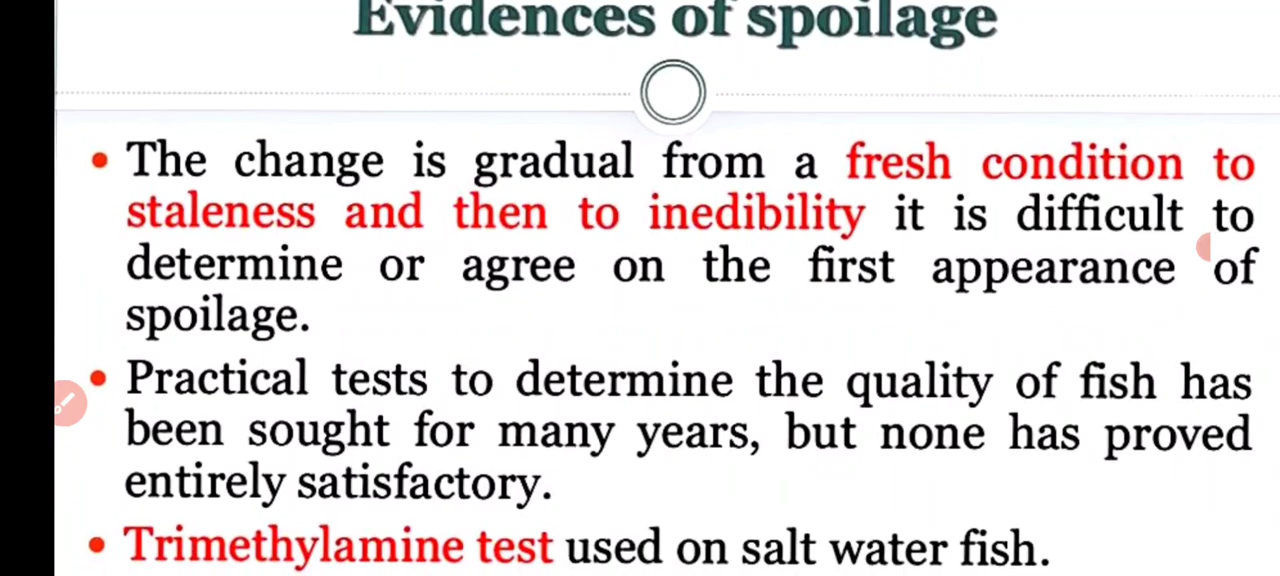 Evidences of spoilage
• The change is gradual from a fresh condition to
staleness and then to inedibility it is difficult to
determine or agree on the first appearance of
spoilage.
• Practical tests to determine the quality of fish has
been sought for many years, but none has proved
entirely satisfactory.
• Trimethylamine test used on salt water fish.